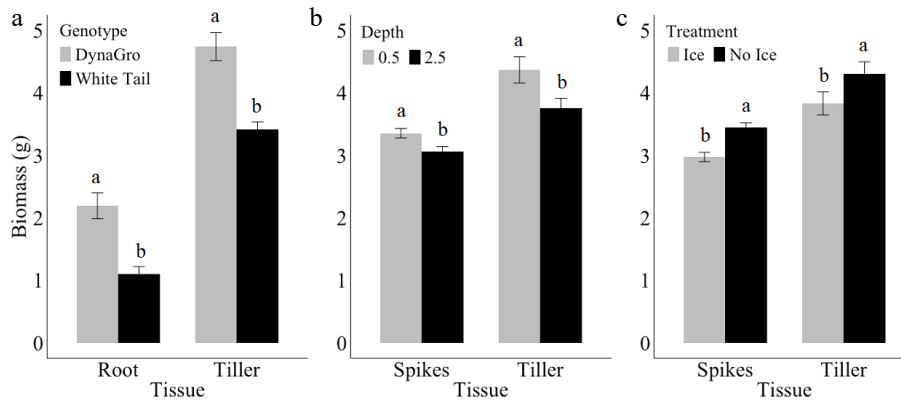 a
Genotype
DynaGro
White Tail
Biomass (g)
5
4
3
2
1
0
a
b
a
b
Root
Tiller
Tissue
b
Depth
0.5
2.5
5
4
3
2
1
0
a
b
a
b
Spikes
Tiller
Tissue
c
Treatment
Ice
No Ice
5
4
3
2
1
0
b
a
b
a
Spikes
Tiller
Tissue